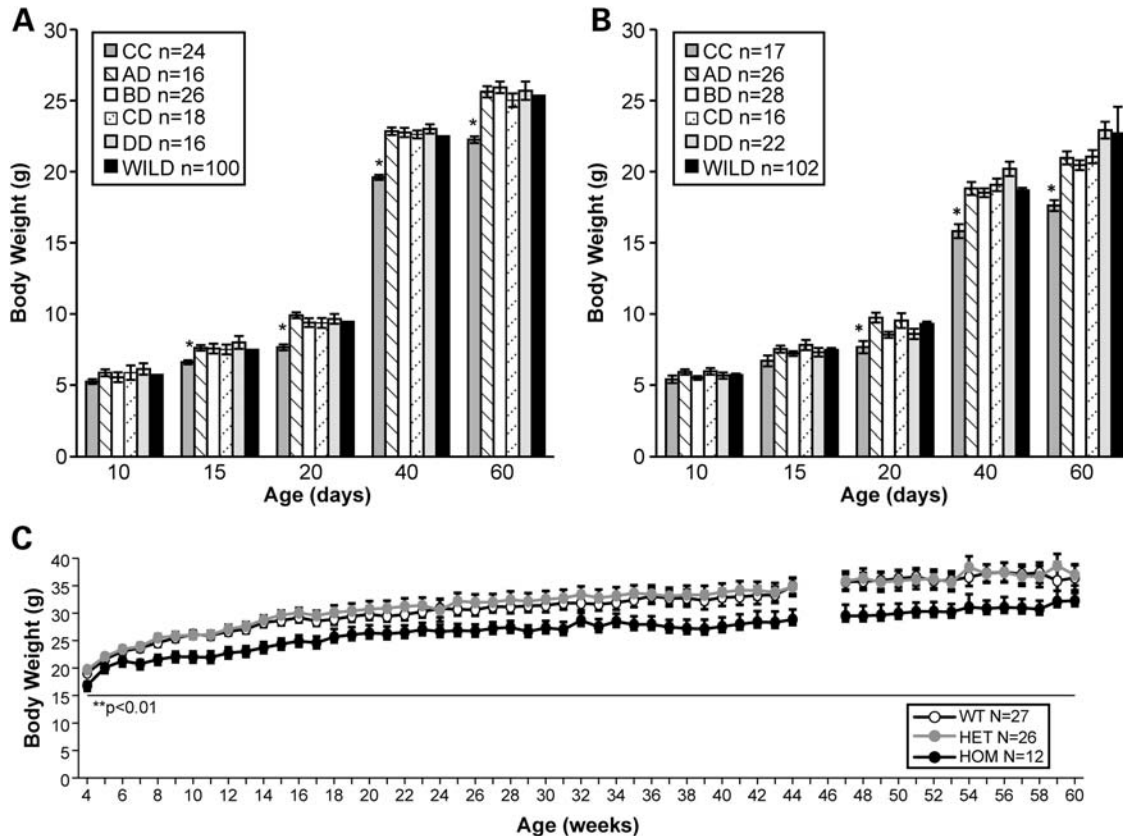 A
30
25
20
15
10
5
0
Body Weight (g)
CC n=24
AD n=16
BD n=26
CD n=18
DD n=16
WILD n=100
* * * *
10 15 20 40 60
Age (days)
B
30
25
20
15
10
5
0
Body Weight (g)
CC n=17
AD n=26
BD n=28
CD n=16
DD n=22
WILD n=102
* * *
10 15 20 40 60
Age (days)
C
40
35
30
25
20
15
10
5
0
Body Weight (g)
**p<0.01
WT N=27
HET N=26
HOM N=12
4 6 8 10 12 14 16 18 20 22 24 26 28 30 32 34 36 38 40 42 44 46 47 48 50 52 54 56 58 60
Age (weeks)